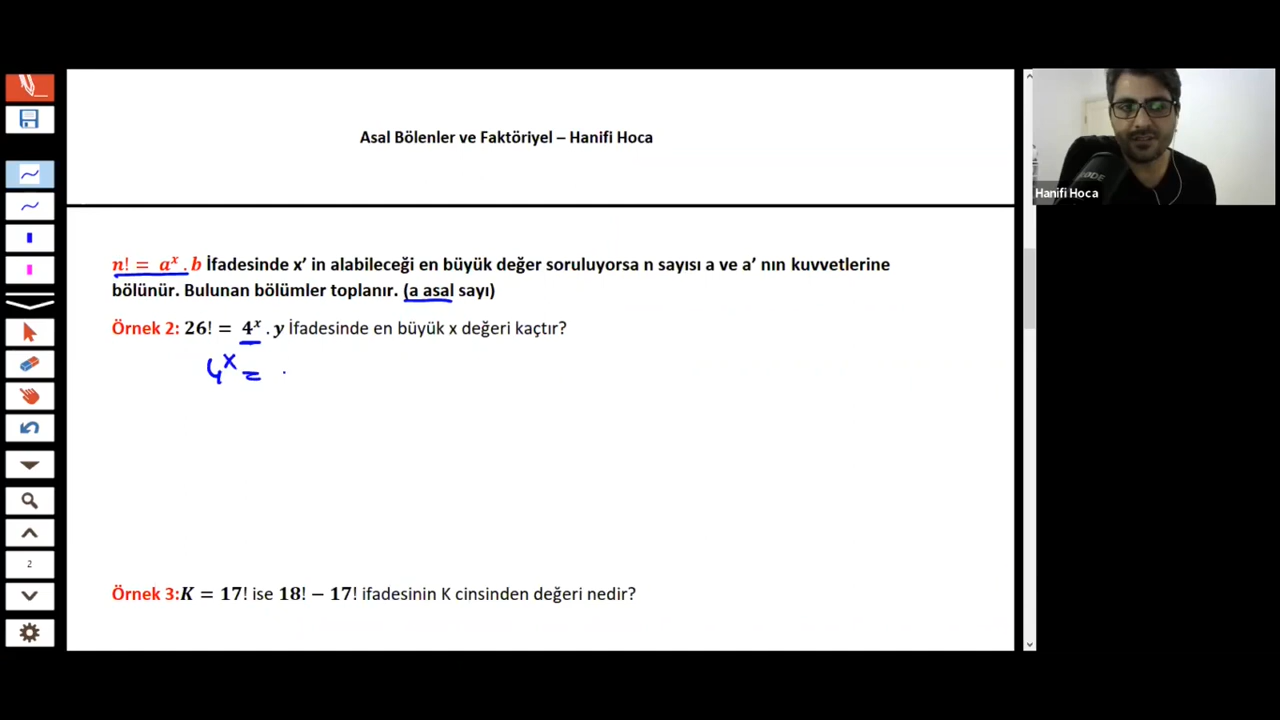 Asal Bölenler ve Faktöriyel – Hanifi Hoca
Hanifi Hoca
n! = aˣ . b İfadesinde x' in alabileceği en büyük değer soruluyorsa n sayısı a ve a' nın kuvvetlerine
bölünür. Bulunan bölümler toplanır. (a asal sayı)
Örnek 2: 26! = 4ˣ . y İfadesinde en büyük x değeri kaçtır?
4ˣ =
2
Örnek 3:K = 17! ise 18! − 17! ifadesinin K cinsinden değeri nedir?